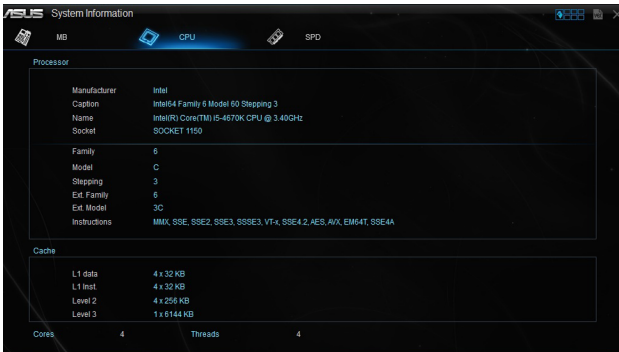 ASUS System Information
MB CPU SPD
Processor
Manufacturer Intel
Caption Intel64 Family 6 Model 60 Stepping 3
Name Intel(R) Core(TM) i5-4670K CPU @ 3.40GHz
Socket SOCKET 1150
Family 6
Model C
Stepping 3
Ext. Family 6
Ext. Model 3C
Instructions MMX, SSE, SSE2, SSE3, SSSE3, VT-x, SSE4.2, AES, AVX, EM64T, SSE4A
Cache
L1 data 4 x 32 KB
L1 Inst. 4 x 32 KB
Level 2 4 x 256 KB
Level 3 1 x 6144 KB
Cores 4 Threads 4